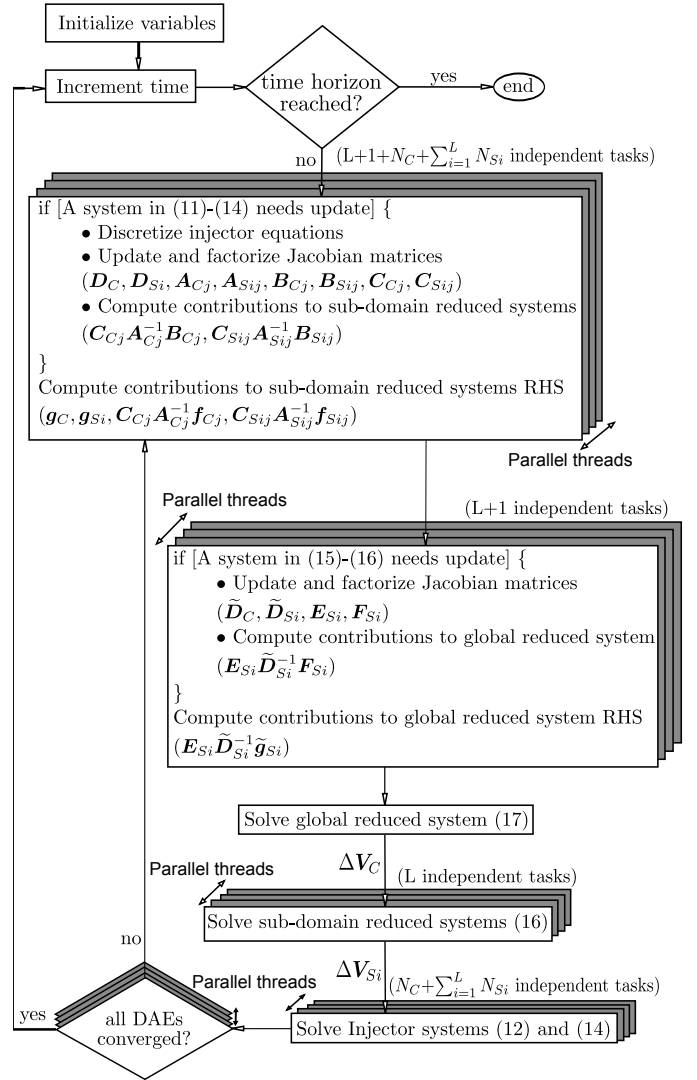 Initialize variables
Increment time
time horizon
reached?
yes
end
no
(L+1+N_C+∑_{i=1}^{L} N_{Si} independent tasks)
if [A system in (11)-(14) needs update] {
• Discretize injector equations
• Update and factorize Jacobian matrices
(D_C, D_{Si}, A_{Cj}, A_{Sij}, B_{Cj}, B_{Sij}, C_{Cj}, C_{Sij})
• Compute contributions to sub-domain reduced systems
(C_{Cj}A_{Cj}^{-1}B_{Cj}, C_{Sij}A_{Sij}^{-1}B_{Sij})
}
Compute contributions to sub-domain reduced systems RHS
(g_C, g_{Si}, C_{Cj}A_{Cj}^{-1}f_{Cj}, C_{Sij}A_{Sij}^{-1}f_{Sij})
Parallel threads
Parallel threads
(L+1 independent tasks)
if [A system in (15)-(16) needs update] {
• Update and factorize Jacobian matrices
(D̃_C, D̃_{Si}, E_{Si}, F_{Si})
• Compute contributions to global reduced system
(E_{Si}D̃_{Si}^{-1}F_{Si})
}
Compute contributions to global reduced system RHS
(E_{Si}D̃_{Si}^{-1}g̃_{Si})
Solve global reduced system (17)
ΔV_C
Parallel threads
(L independent tasks)
Solve sub-domain reduced systems (16)
ΔV_{Si}
Parallel threads
(N_C+∑_{i=1}^{L} N_{Si} independent tasks)
Solve Injector systems (12) and (14)
no
yes
all DAEs
converged?